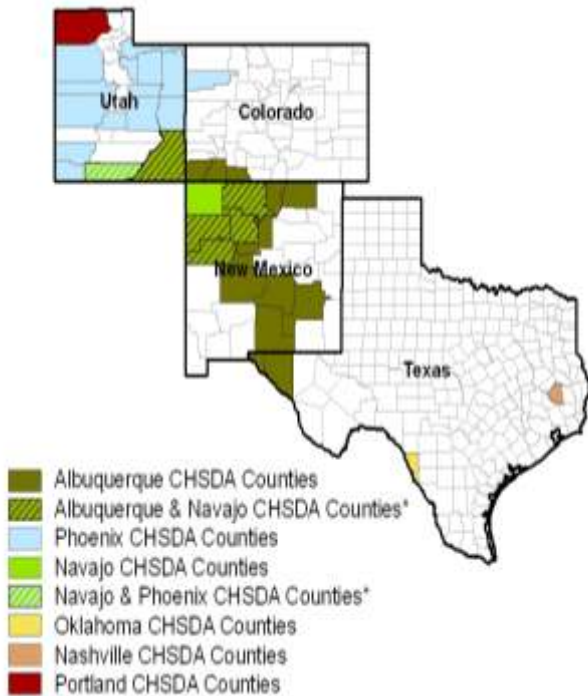 Utah
Colorado
New Mexico
Texas
Albuquerque CHSDA Counties
Albuquerque & Navajo CHSDA Counties*
Phoenix CHSDA Counties
Navajo CHSDA Counties
Navajo & Phoenix CHSDA Counties*
Oklahoma CHSDA Counties
Nashville CHSDA Counties
Portland CHSDA Counties